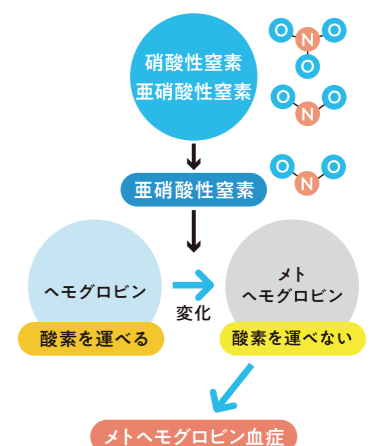 硝酸性窒素
亜硝酸性窒素
O N O
O
O N O
亜硝酸性窒素
O N O
ヘモグロビン
酸素を運べる
変化
メト
ヘモグロビン
酸素を運べない
メトヘモグロビン血症